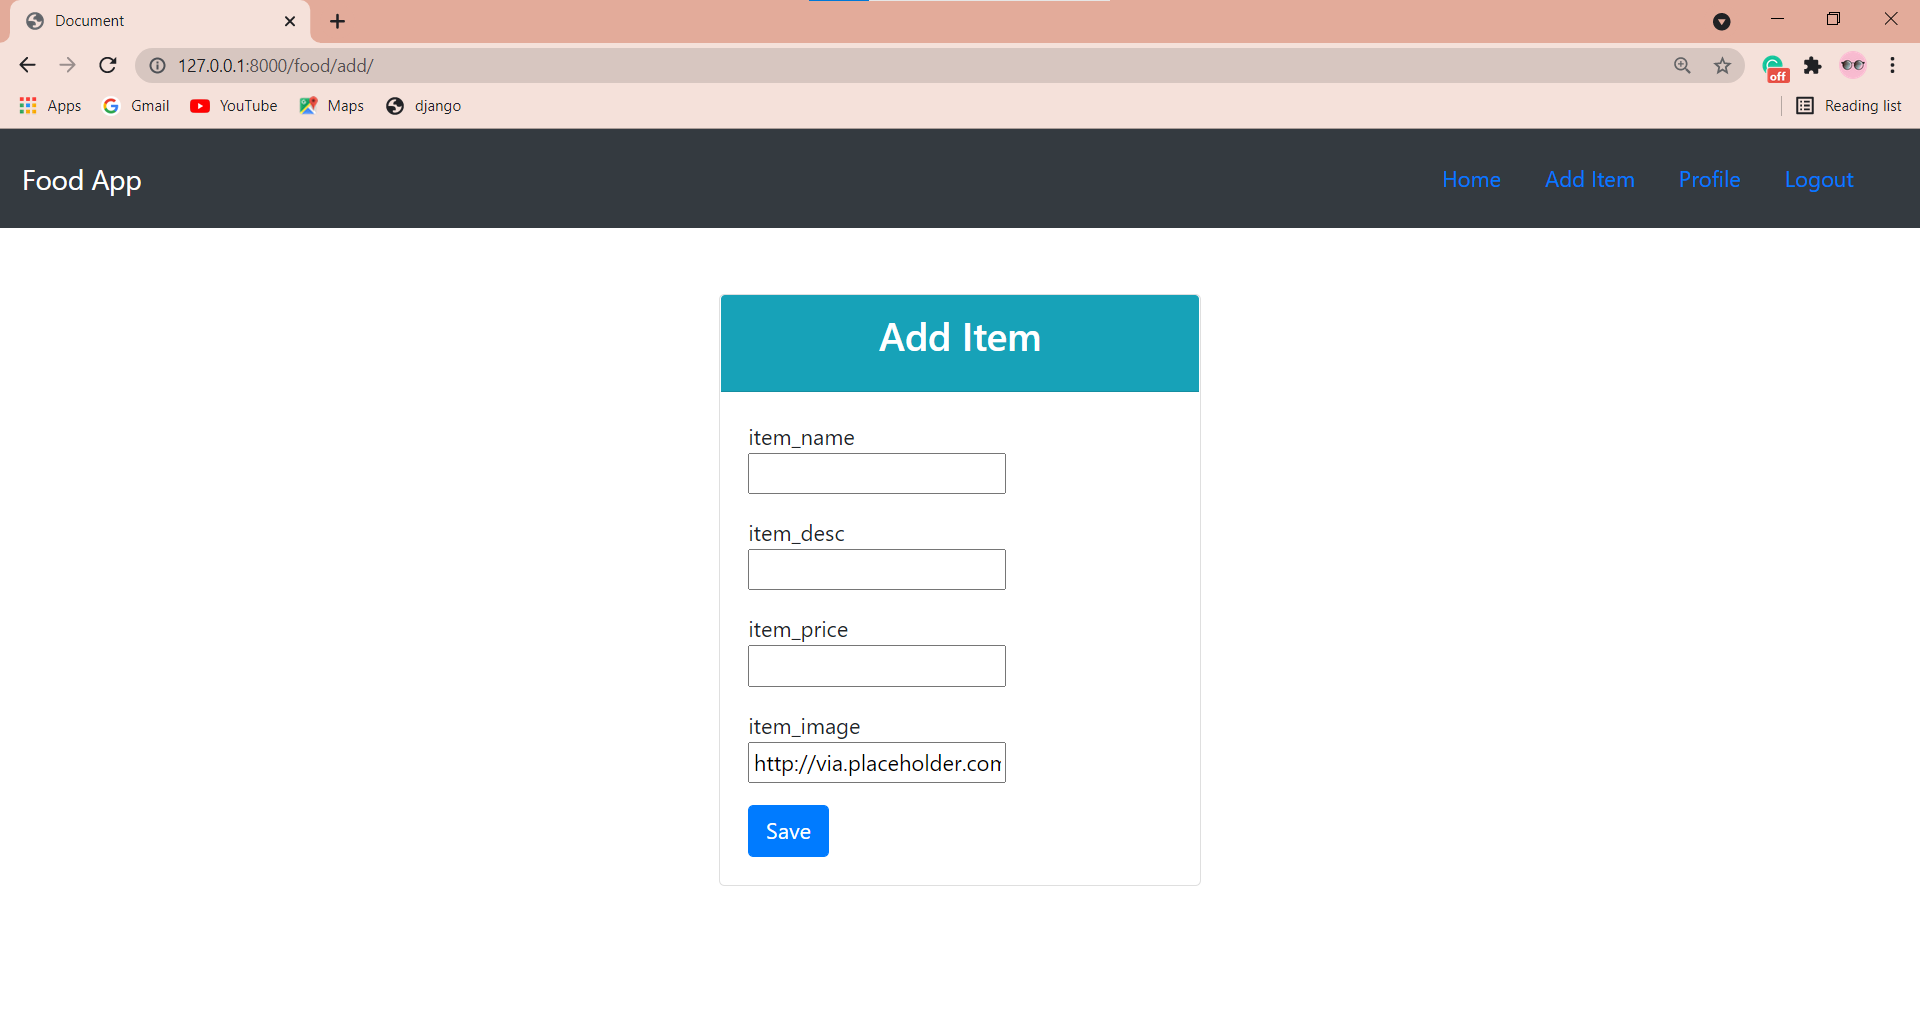 Document
127.0.0.1:8000/food/add/
off
Apps Gmail YouTube Maps django Reading list
Food App Home Add Item Profile Logout
Add Item
item_name
item_desc
item_price
item_image
http://via.placeholder.com
Save